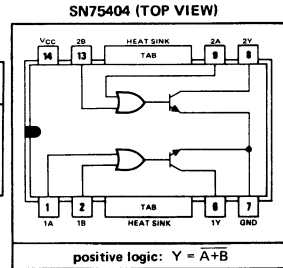 SN75404 (TOP VIEW)
VCC 2B HEAT SINK 2A 2Y
14 13 TAB 9 8
1 2 TAB 6 7
1A 1B HEAT SINK 1Y GND
positive logic: Y = A̅+̅B̅